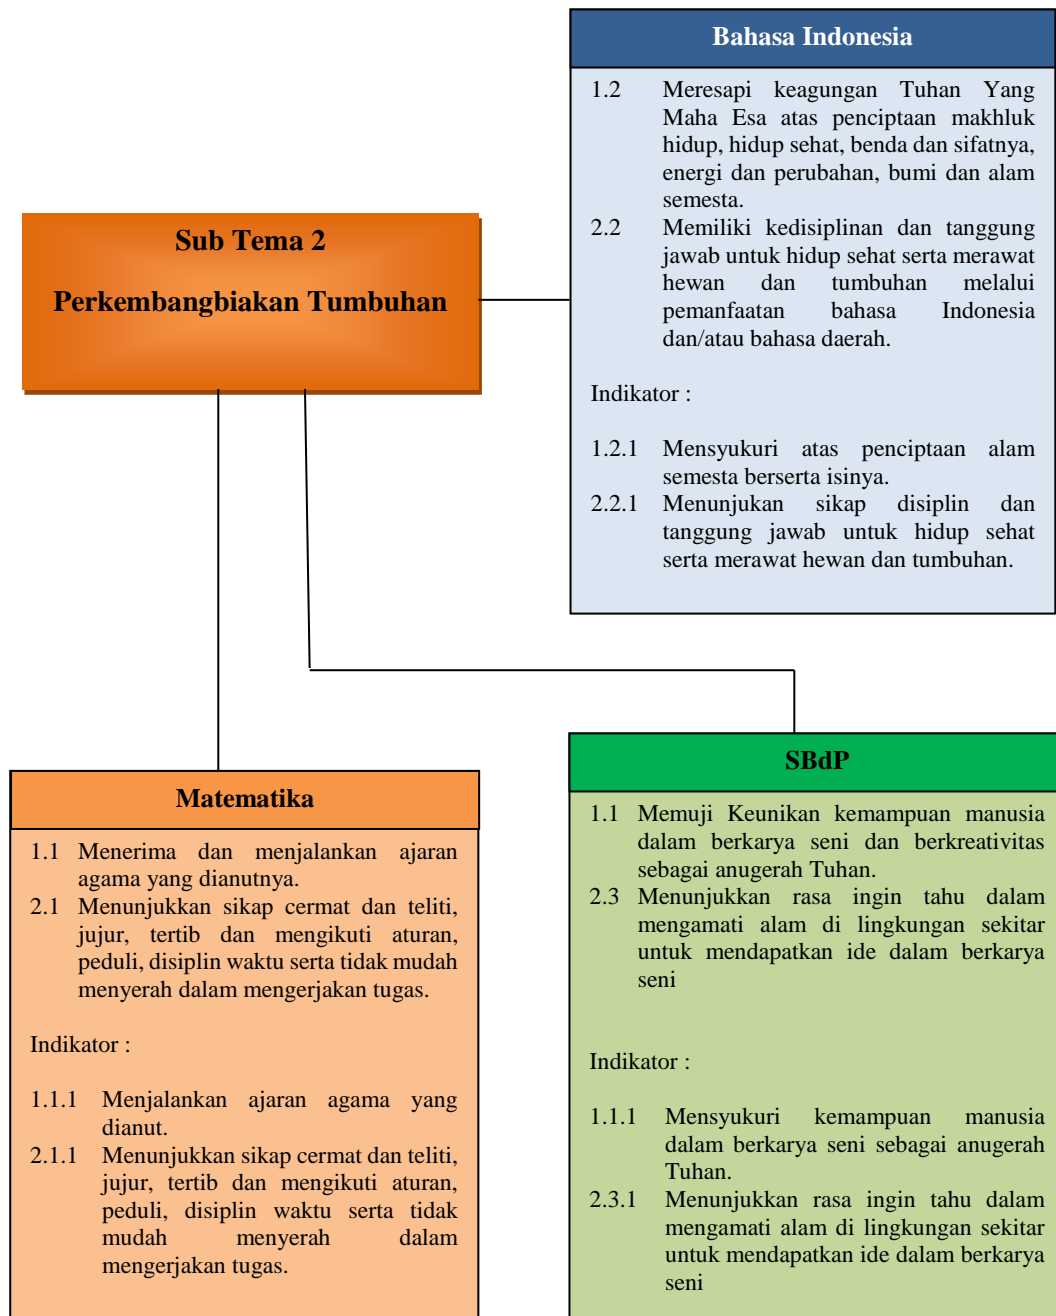 Bahasa Indonesia
1.2 Meresapi keagungan Tuhan Yang
Maha Esa atas penciptaan makhluk
hidup, hidup sehat, benda dan sifatnya,
energi dan perubahan, bumi dan alam
semesta.
2.2 Memiliki kedisiplinan dan tanggung
jawab untuk hidup sehat serta merawat
hewan dan tumbuhan melalui
pemanfaatan bahasa Indonesia
dan/atau bahasa daerah.
Indikator :
1.2.1 Mensyukuri atas penciptaan alam
semesta berserta isinya.
2.2.1 Menunjukan sikap disiplin dan
tanggung jawab untuk hidup sehat
serta merawat hewan dan tumbuhan.
Sub Tema 2
Perkembangbiakan Tumbuhan
Matematika
1.1 Menerima dan menjalankan ajaran
agama yang dianutnya.
2.1 Menunjukkan sikap cermat dan teliti,
jujur, tertib dan mengikuti aturan,
peduli, disiplin waktu serta tidak mudah
menyerah dalam mengerjakan tugas.
Indikator :
1.1.1 Menjalankan ajaran agama yang
dianut.
2.1.1 Menunjukkan sikap cermat dan teliti,
jujur, tertib dan mengikuti aturan,
peduli, disiplin waktu serta tidak
mudah menyerah dalam
mengerjakan tugas.
SBdP
1.1 Memuji Keunikan kemampuan manusia
dalam berkarya seni dan berkreativitas
sebagai anugerah Tuhan.
2.3 Menunjukkan rasa ingin tahu dalam
mengamati alam di lingkungan sekitar
untuk mendapatkan ide dalam berkarya
seni
Indikator :
1.1.1 Mensyukuri kemampuan manusia
dalam berkarya seni sebagai anugerah
Tuhan.
2.3.1 Menunjukkan rasa ingin tahu dalam
mengamati alam di lingkungan sekitar
untuk mendapatkan ide dalam berkarya
seni